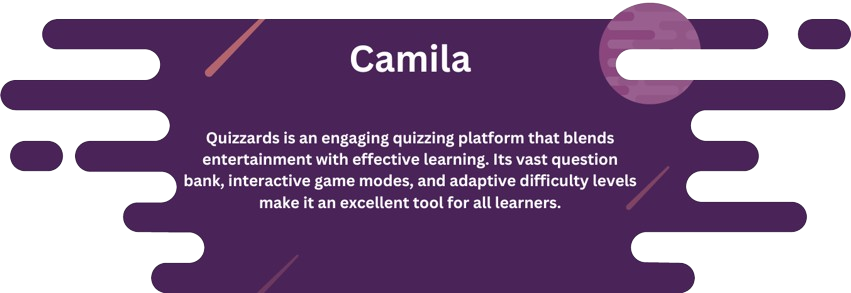 Camila
Quizzards is an engaging quizzing platform that blends
entertainment with effective learning. Its vast question
bank, interactive game modes, and adaptive difficulty levels
make it an excellent tool for all learners.